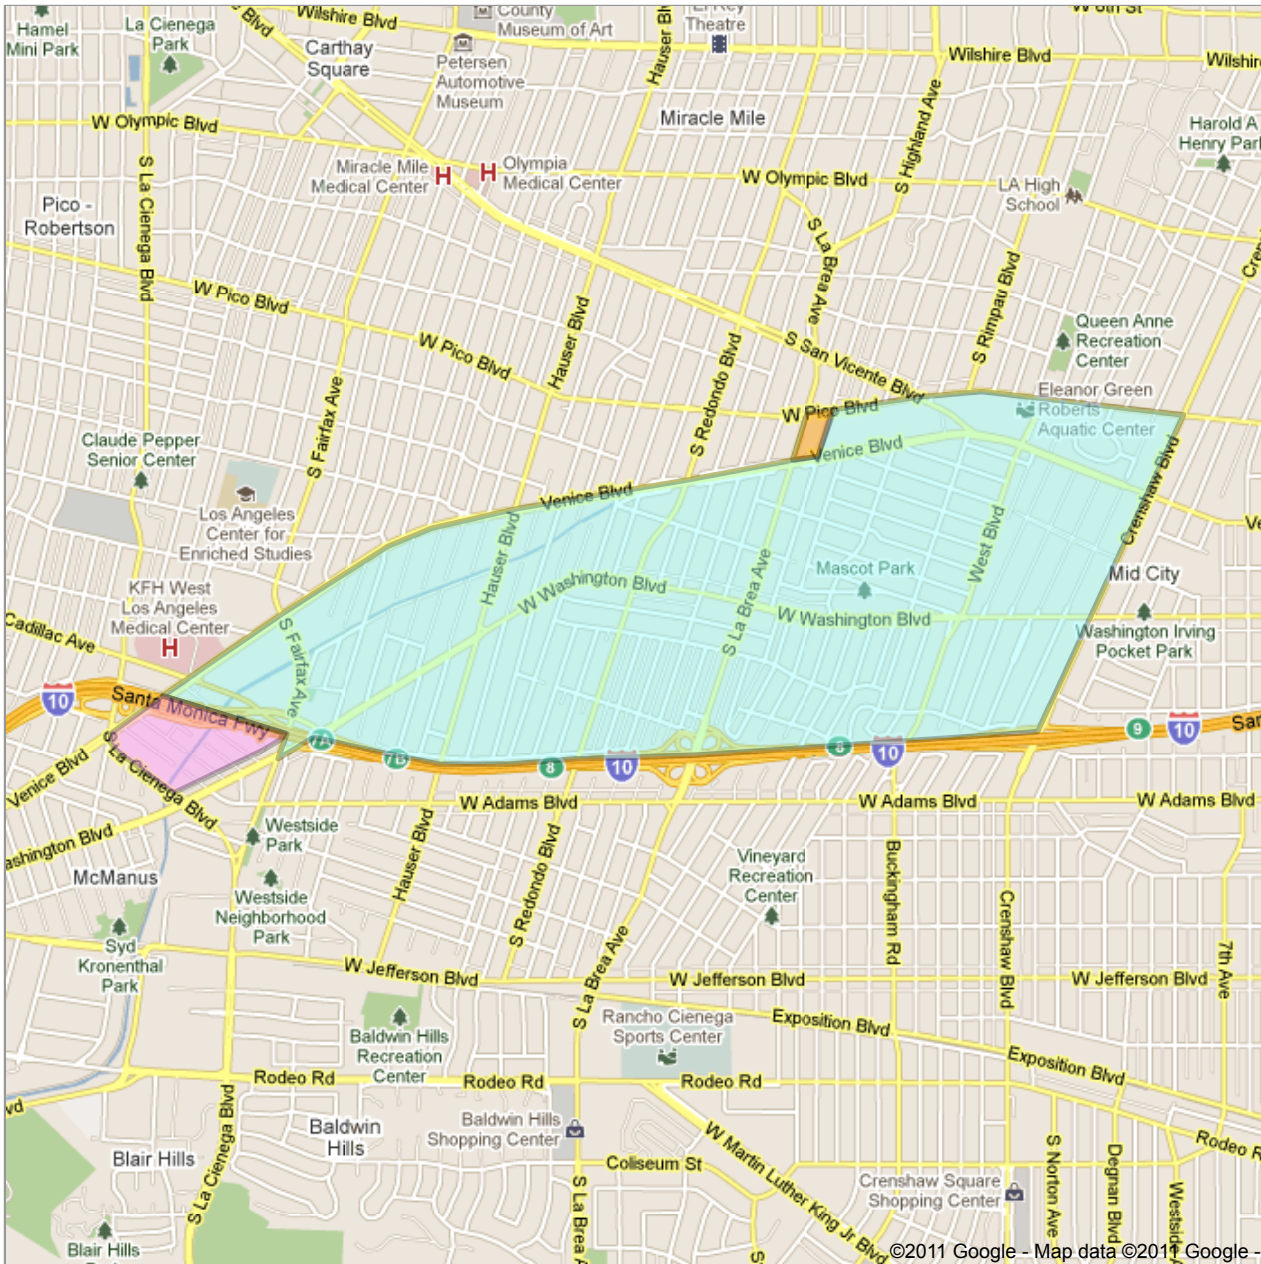 Hamel
Mini Park
La Cienega
Park
Blvd
Wilshire Blvd
County
Museum of Art
Theatre
Hauser Bl
Carthay
Square
Petersen
Automotive
Museum
Wilshire Blvd
Wilshir
W Olympic Blvd
Miracle Mile
S Highland Ave
Harold A
Henry Park
S La Cienega Blvd
Miracle Mile
Medical Center
H
H
Olympia
Medical Center
W Olympic Blvd
LA High
School
Pico -
Robertson
S La Brea Ave
S Rimpau Blvd
W Pico Blvd
W Pico Blvd
Hauser Blvd
S Redondo Blvd
S San Vicente Blvd
Queen Anne
Recreation
Center
S Fairfax Ave
Eleanor Green
Roberts
Aquatic Center
W Pico Blvd
Venice Blvd
Claude Pepper
Senior Center
Crenshaw Blvd
Venice Blvd
Los Angeles
Center for
Enriched Studies
Hauser Blvd
West Blvd
Mascot Park
Mid City
KFH West
Los Angeles
Medical Center
H
W Washington Blvd
S La Brea Ave
W Washington Blvd
Washington Irving
Pocket Park
Cadillac Ave
S Fairfax Ave
10
Santa Monica Fwy
7A
7B
8
10
8
10
9
10
San
S La Cienega Blvd
Venice Blvd
W Adams Blvd
W Adams Blvd
W Adams Blvd
ashington Blvd
Westside
Park
McManus
Hauser Blvd
S Redondo Blvd
Vineyard
Recreation
Center
Buckingham Rd
Westside
Neighborhood
Park
Crenshaw Blvd
Syd
Kronenthal
Park
S La Brea Ave
7th Ave
W Jefferson Blvd
W Jefferson Blvd
W Jefferson Blvd
Baldwin Hills
Recreation
Center
Rancho Cienega
Sports Center
Exposition Blvd
Exposition Blvd
Rodeo Rd
Rodeo Rd
Rodeo Rd
vd
S La Cienega Blvd
Baldwin
Hills
Baldwin Hills
Shopping Center
W Martin Luther King Jr Blvd
Rodeo R
Blair Hills
Coliseum St
S La Brea A
Crenshaw Square
Shopping Center
S Norton Ave
Degnan Blvd
Westside
Blair Hills
©2011 Google - Map data ©2011 Google -